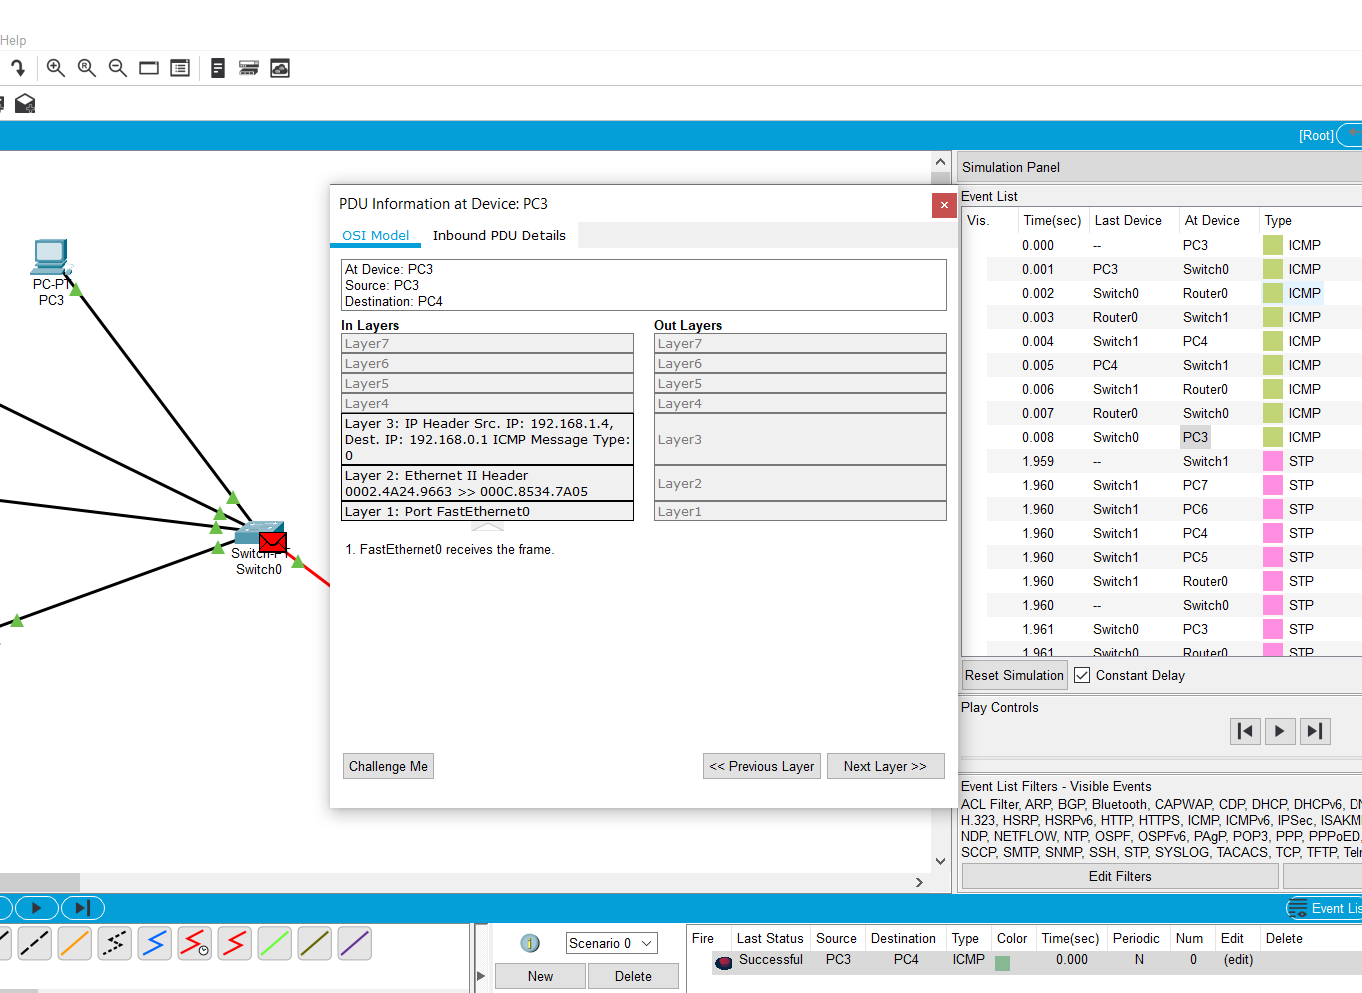 Help
[Root]
Simulation Panel
Event List
Vis. Time(sec) Last Device At Device Type
0.000 -- PC3 ICMP
0.001 PC3 Switch0 ICMP
0.002 Switch0 Router0 ICMP
0.003 Router0 Switch1 ICMP
0.004 Switch1 PC4 ICMP
0.005 PC4 Switch1 ICMP
0.006 Switch1 Router0 ICMP
0.007 Router0 Switch0 ICMP
0.008 Switch0 PC3 ICMP
1.959 -- Switch1 STP
1.960 Switch1 PC7 STP
1.960 Switch1 PC6 STP
1.960 Switch1 PC4 STP
1.960 Switch1 PC5 STP
1.960 Switch1 Router0 STP
1.960 -- Switch0 STP
1.961 Switch0 PC3 STP
1.961 Switch0 Router0 STP
Reset Simulation Constant Delay
Play Controls
Event List Filters - Visible Events
ACL Filter, ARP, BGP, Bluetooth, CAPWAP, CDP, DHCP, DHCPv6,
H.323, HSRP, HSRPv6, HTTP, HTTPS, ICMP, ICMPv6, IPSec,
NDP, NETFLOW, NTP, OSPF, OSPFv6, PAgP, POP3, PPP, PPPoED,
SCCP, SMTP, SNMP, SSH, STP, SYSLOG, TACACS, TCP, TFTP,
Edit Filters
PDU Information at Device: PC3
OSI Model Inbound PDU Details
At Device: PC3
Source: PC3
Destination: PC4
In Layers
Layer7
Layer6
Layer5
Layer4
Layer 3: IP Header Src. IP: 192.168.1.4,
Dest. IP: 192.168.0.1 ICMP Message Type:
0
Layer 2: Ethernet II Header
0002.4A24.9663 >> 000C.8534.7A05
Layer 1: Port FastEthernet0
Out Layers
Layer7
Layer6
Layer5
Layer4
Layer3
Layer2
Layer1
1. FastEthernet0 receives the frame.
Challenge Me
<< Previous Layer
Next Layer >>
PC-PT
PC3
Switch-PT
Switch0
Event
Scenario 0
New Delete
Fire Last Status Source Destination Type Color Time(sec) Periodic Num Edit Delete
Successful PC3 PC4 ICMP 0.000 N 0 (edit)